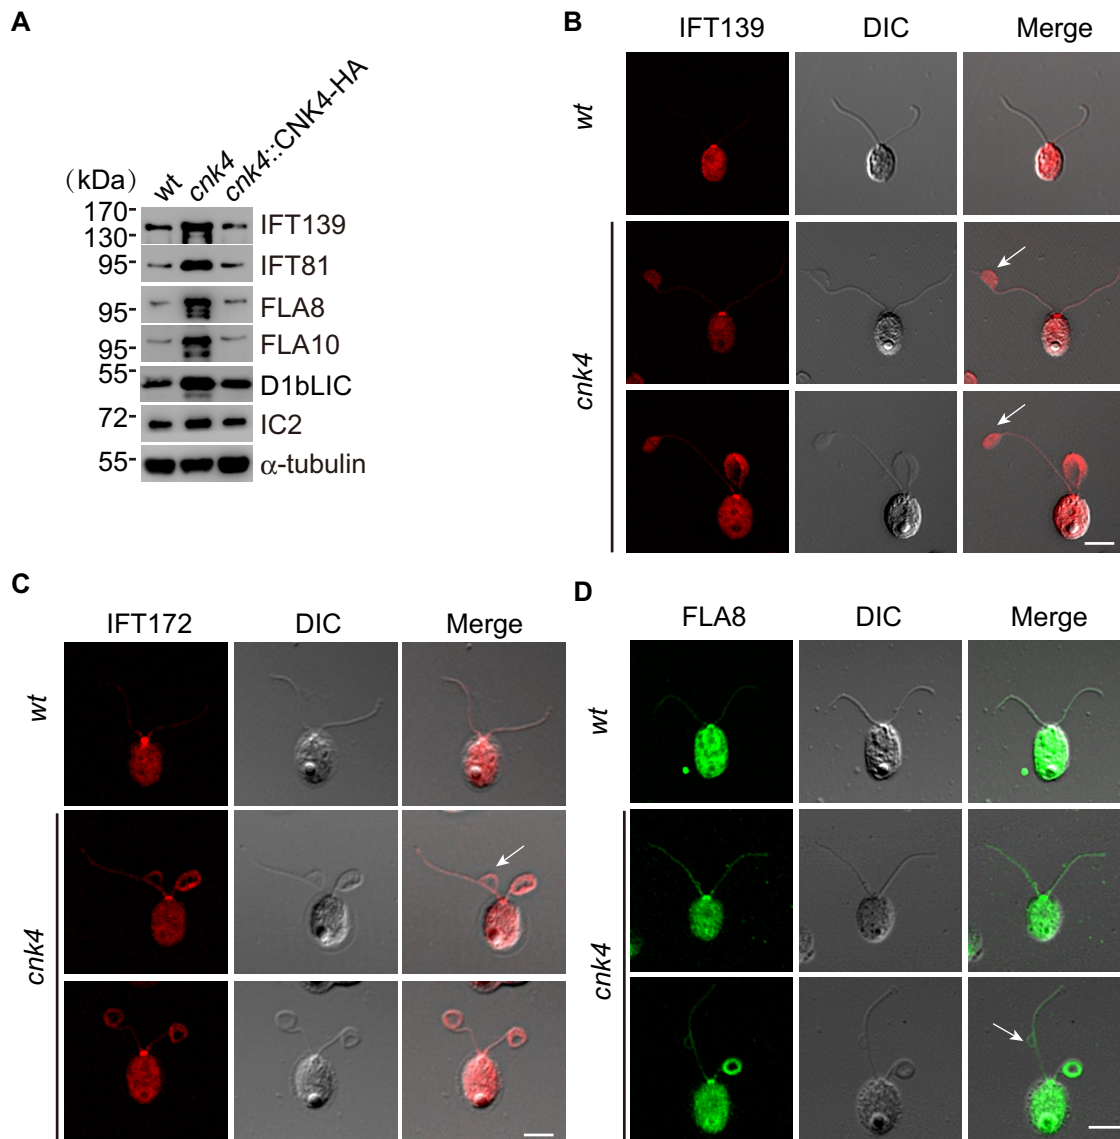 A
(kDa)
wt
cnk4
cnk4::CNK4-HA
170-
130-
IFT139
95-
IFT81
95-
FLA8
95-
FLA10
55-
D1bLIC
72-
IC2
55-
α-tubulin
B
IFT139 DIC Merge
wt
cnk4
C
IFT172 DIC Merge
wt
cnk4
D
FLA8 DIC Merge
wt
cnk4